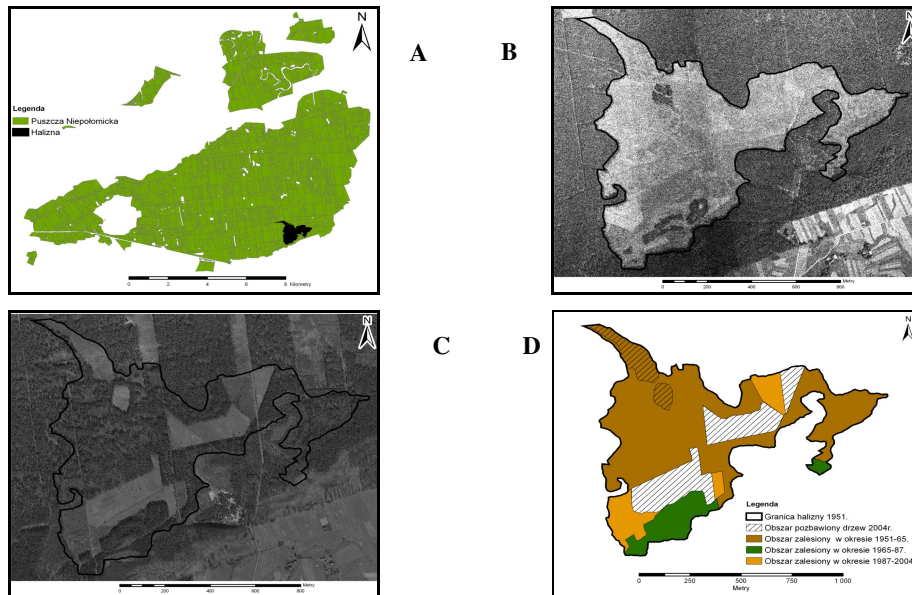 N
Legenda
Puszcza Niepołomicka
Halizna
0 2 4 6 8 Kilometry
A
B
N
Metry
0 200 400 600 800
N
Metry
0 200 400 600 800
C
D
N
Legenda
Granica halizny 1951.
Obszar pozbawiony drzew 2004r.
Obszar zalesiony w okresie 1951-65.
Obszar zalesiony w okresie 1965-87.
Obszar zalesiony w okresie 1987-2004
0 250 500 750 1 000
Metry